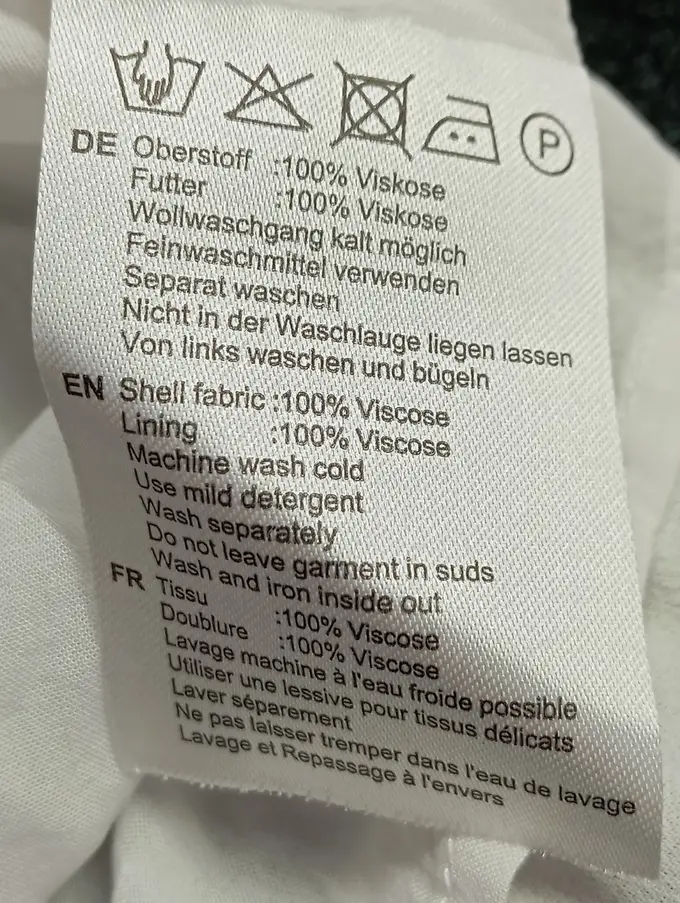 P
DE Oberstoff :100% Viskose
Futter :100% Viskose
Wollwaschgang kalt möglich
Feinwaschmittel verwenden
Separat waschen
Nicht in der Waschlauge liegen lassen
Von links waschen und bügeln
EN Shell fabric :100% Viscose
Lining :100% Viscose
Machine wash cold
Use mild detergent
Wash separately
Do not leave garment in suds
Wash and iron inside out
FR Tissu :100% Viscose
Doublure :100% Viscose
Lavage machine à l'eau froide possible
Utiliser une lessive pour tissus délicats
Laver séparement
Ne pas laisser tremper dans l'eau de lavage
Lavage et Repassage à l'envers